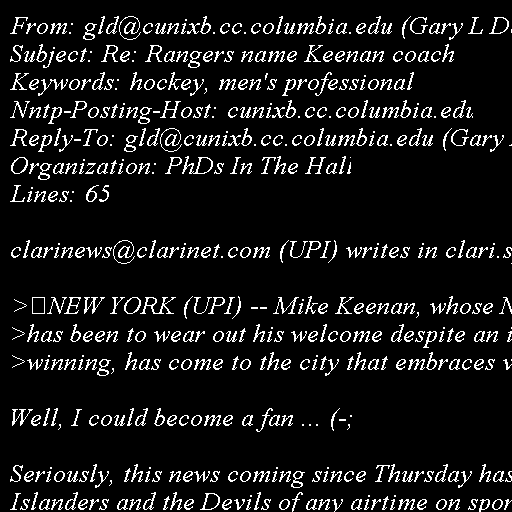 From: gld@cunixb.cc.columbia.edu (Gary L D
Subject: Re: Rangers name Keenan coach
Keywords: hockey, men's professional
Nntp-Posting-Host: cunixb.cc.columbia.edu
Reply-To: gld@cunixb.cc.columbia.edu (Gary
Organization: PhDs In The Hall
Lines: 65

clarinews@clarinet.com (UPI) writes in clari.s

>NEW YORK (UPI) -- Mike Keenan, whose N
>has been to wear out his welcome despite an i
>winning, has come to the city that embraces v

Well, I could become a fan ... (-;

Seriously, this news coming since Thursday has
Islanders and the Devils of any airtime on spor